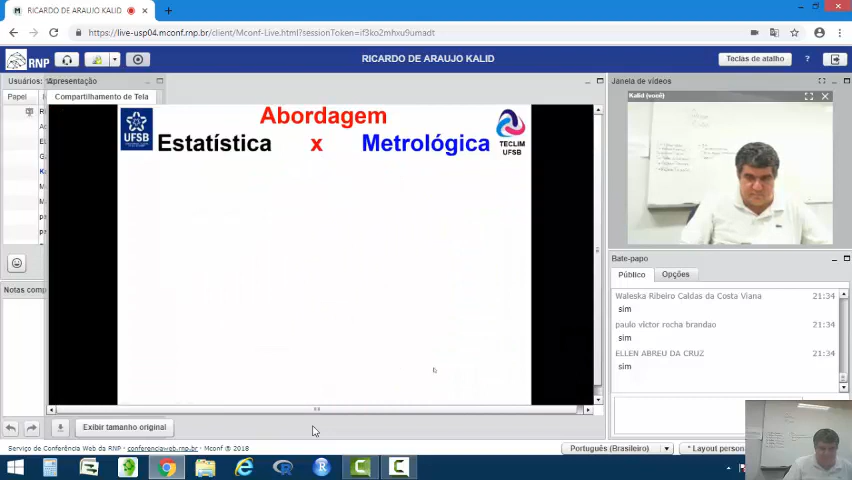 RICARDO DE ARAUJO KALID
https://live-usp04.mconf.rnp.br/client/Mconf-Live.html?sessionToken=if3ko2mhxu9umadt
RNP
RICARDO DE ARAUJO KALID
Teclas de atalho
?
Usuários:
Apresentação
Janela de vídeos
Papel
Compartilhamento de Tela
Kalid (você)
Abordagem
UFSB
Estatística x Metrológica
TECLIM
UFSB
Bate-papo
Público
Opções
Waleska Ribeiro Caldas da Costa Viana 21:34
sim
paulo victor rocha brandao 21:34
sim
ELLEN ABREU DA CRUZ 21:34
sim
Notas comp
Exibir tamanho original
Serviço de Conferência Web da RNP - conferenciaweb.rnp.br - Mconf © 2018
Português (Brasileiro)
* Layout person